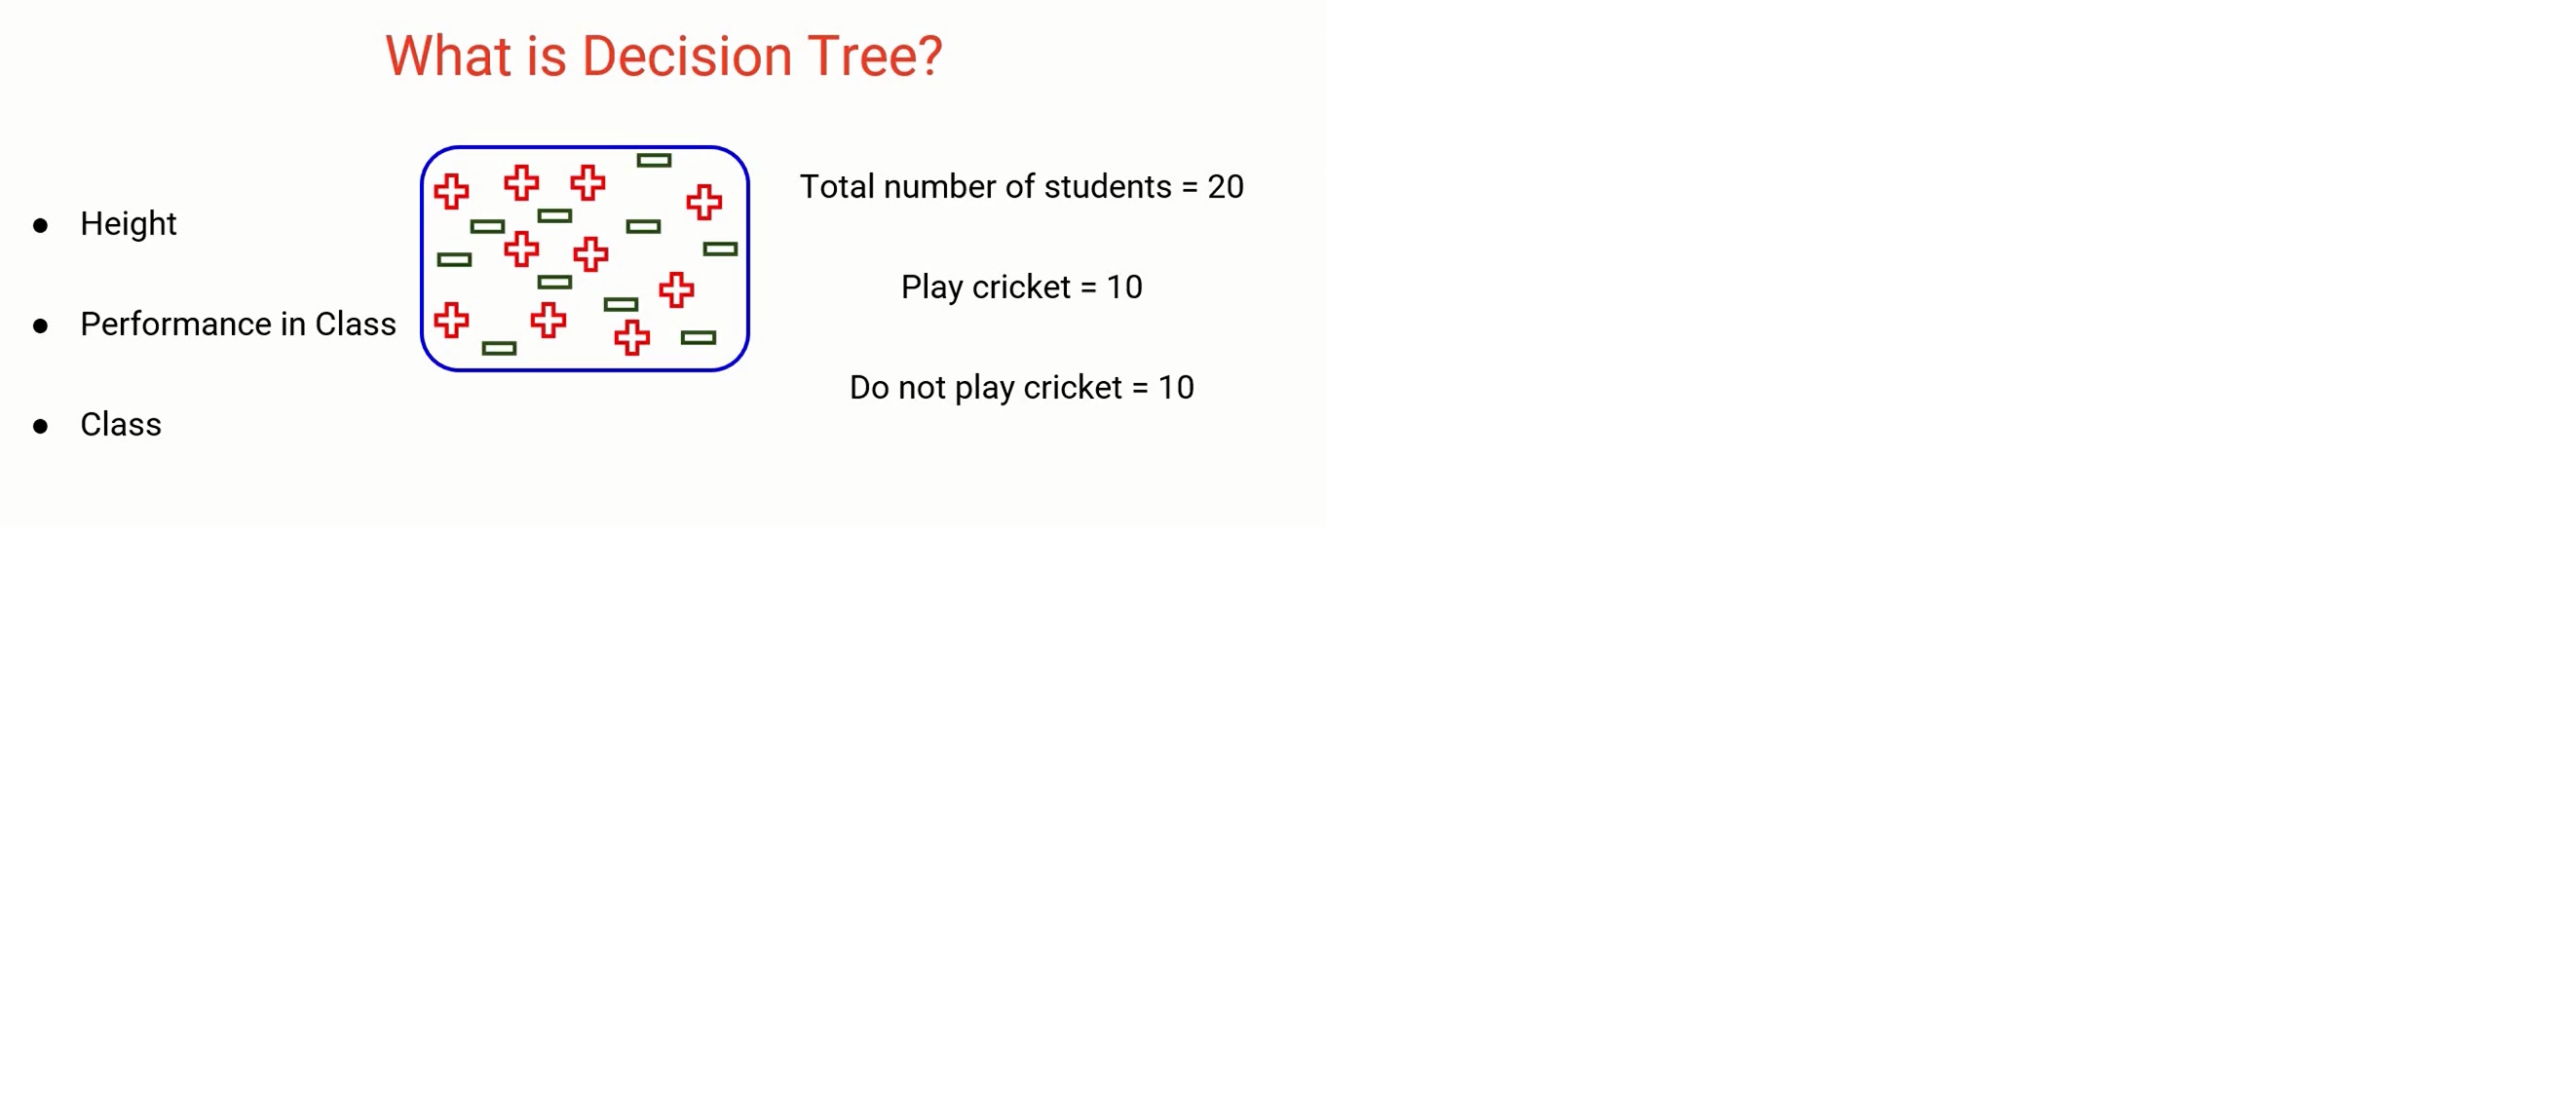 What is Decision Tree?
● Height
● Performance in Class
● Class
Total number of students = 20
Play cricket = 10
Do not play cricket = 10